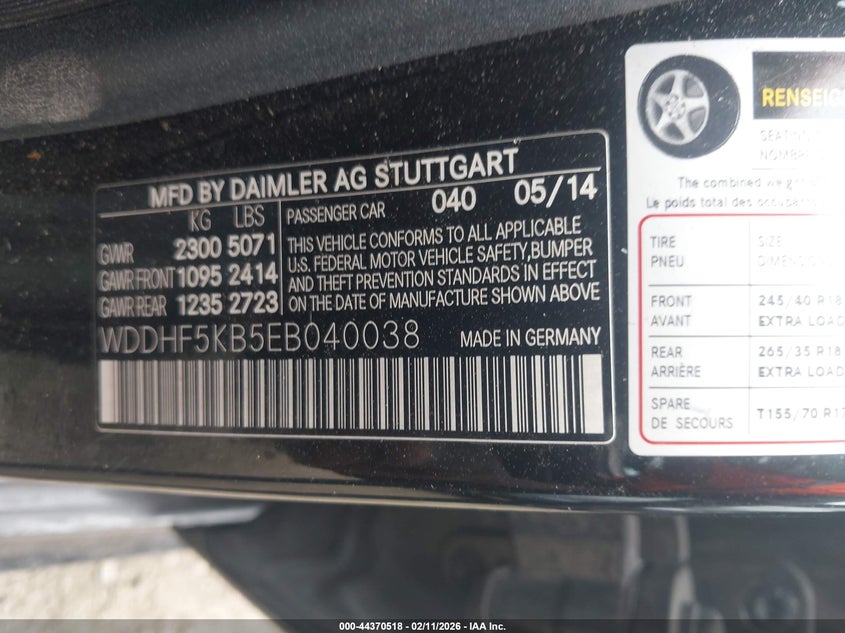 MFD BY DAIMLER AG STUTTGART
KG LBS
GVWR 2300 5071
GAWR FRONT 1095 2414
GAWR REAR 1235 2723
PASSENGER CAR 040 05/14
THIS VEHICLE CONFORMS TO ALL APPLICABLE
U.S. FEDERAL MOTOR VEHICLE SAFETY,BUMPER
AND THEFT PREVENTION STANDARDS IN EFFECT
ON THE DATE OF MANUFACTURE SHOWN ABOVE
WDDHF5KB5EB040038 MADE IN GERMANY
The combined
Le poids total des
TIRE SIZE
PNEU
FRONT 245/40 R18
AVANT EXTRA LOAD
REAR 265/35 R18
ARRIÈRE EXTRA LOAD
SPARE T155/70 R17
DE SECOURS
000-44370518 - 02/11/2026 - IAA Inc.